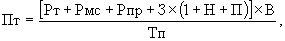 Пт = [Рт + Рмс + Рпр + З×(1 + Н + П)]×В / Тп ,